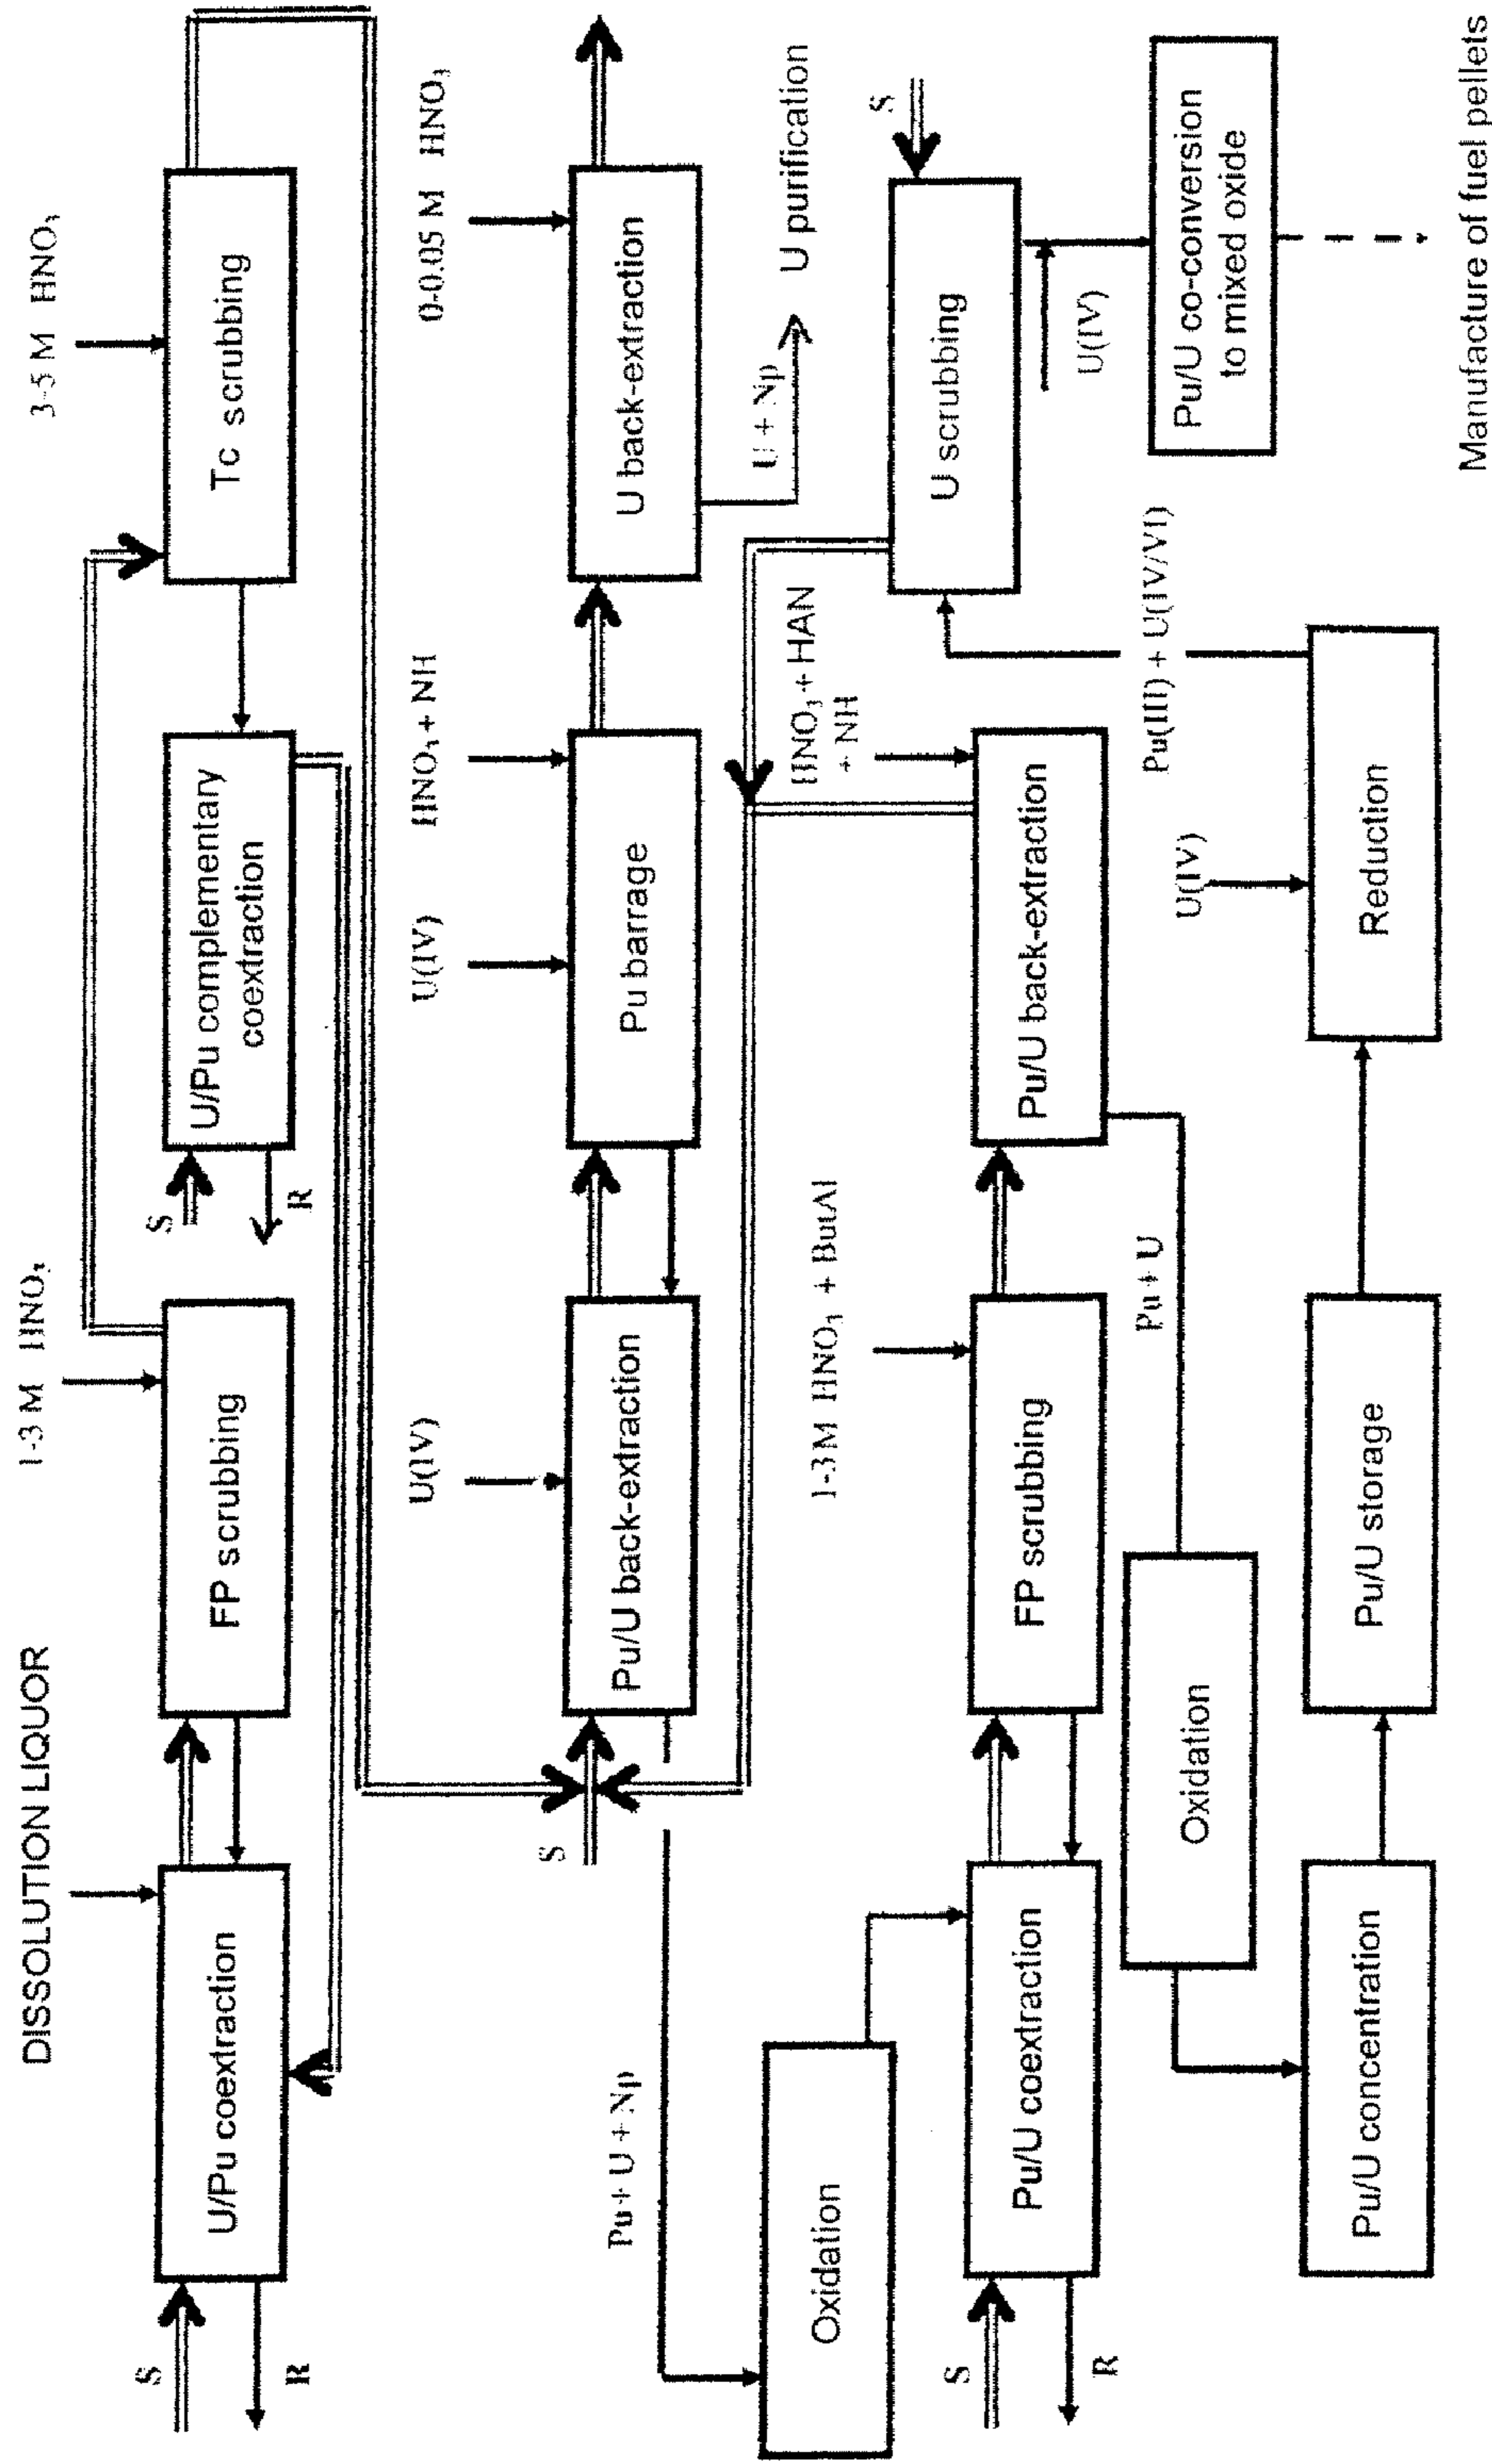 DISSOLUTION LIQUOR
1-3 M HNO₃
3-5 M HNO₃
S
U/Pu coextraction
R
FP scrubbing
S
U/Pu complementary
coextraction
R
Tc scrubbing
U(IV)
U(IV)
HNO₃ + NH
0-0.05 M HNO₃
S
Pu/U back-extraction
Pu barrage
U back-extraction
Pu + U + Np
U + Np
U purification
Oxidation
1-3M HNO₃ + ButAl
HNO₃ + HAN
+ NH
S
S
Pu/U coextraction
R
FP scrubbing
Pu/U back-extraction
U scrubbing
Oxidation
Pu + U
U(IV)
Pu(III) + U(IV/VI)
U(IV)
Pu/U concentration
Pu/U storage
Reduction
Pu/U co-conversion
to mixed oxide
Manufacture of fuel pellets